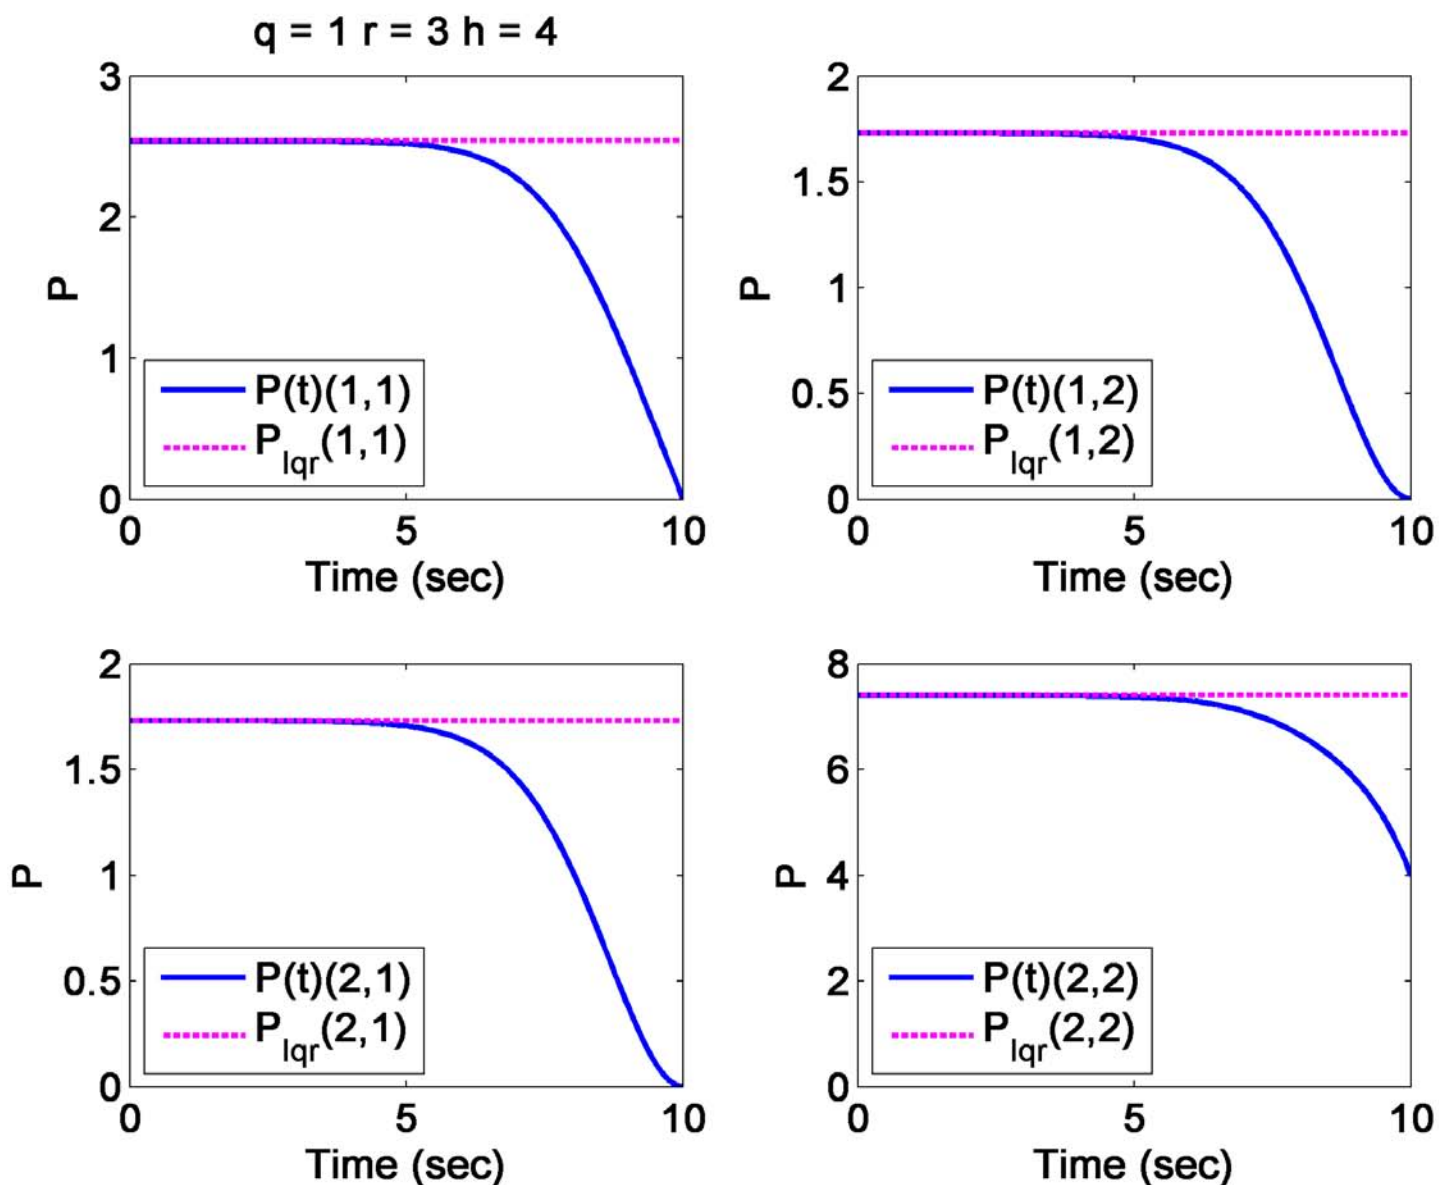 q = 1 r = 3 h = 4
3
2
1
0
P
P(t)(1,1)
P_lqr(1,1)
0 5 10
Time (sec)
2
1.5
1
0.5
0
P
P(t)(1,2)
P_lqr(1,2)
0 5 10
Time (sec)
2
1.5
1
0.5
0
P
P(t)(2,1)
P_lqr(2,1)
0 5 10
Time (sec)
8
6
4
2
0
P
P(t)(2,2)
P_lqr(2,2)
0 5 10
Time (sec)